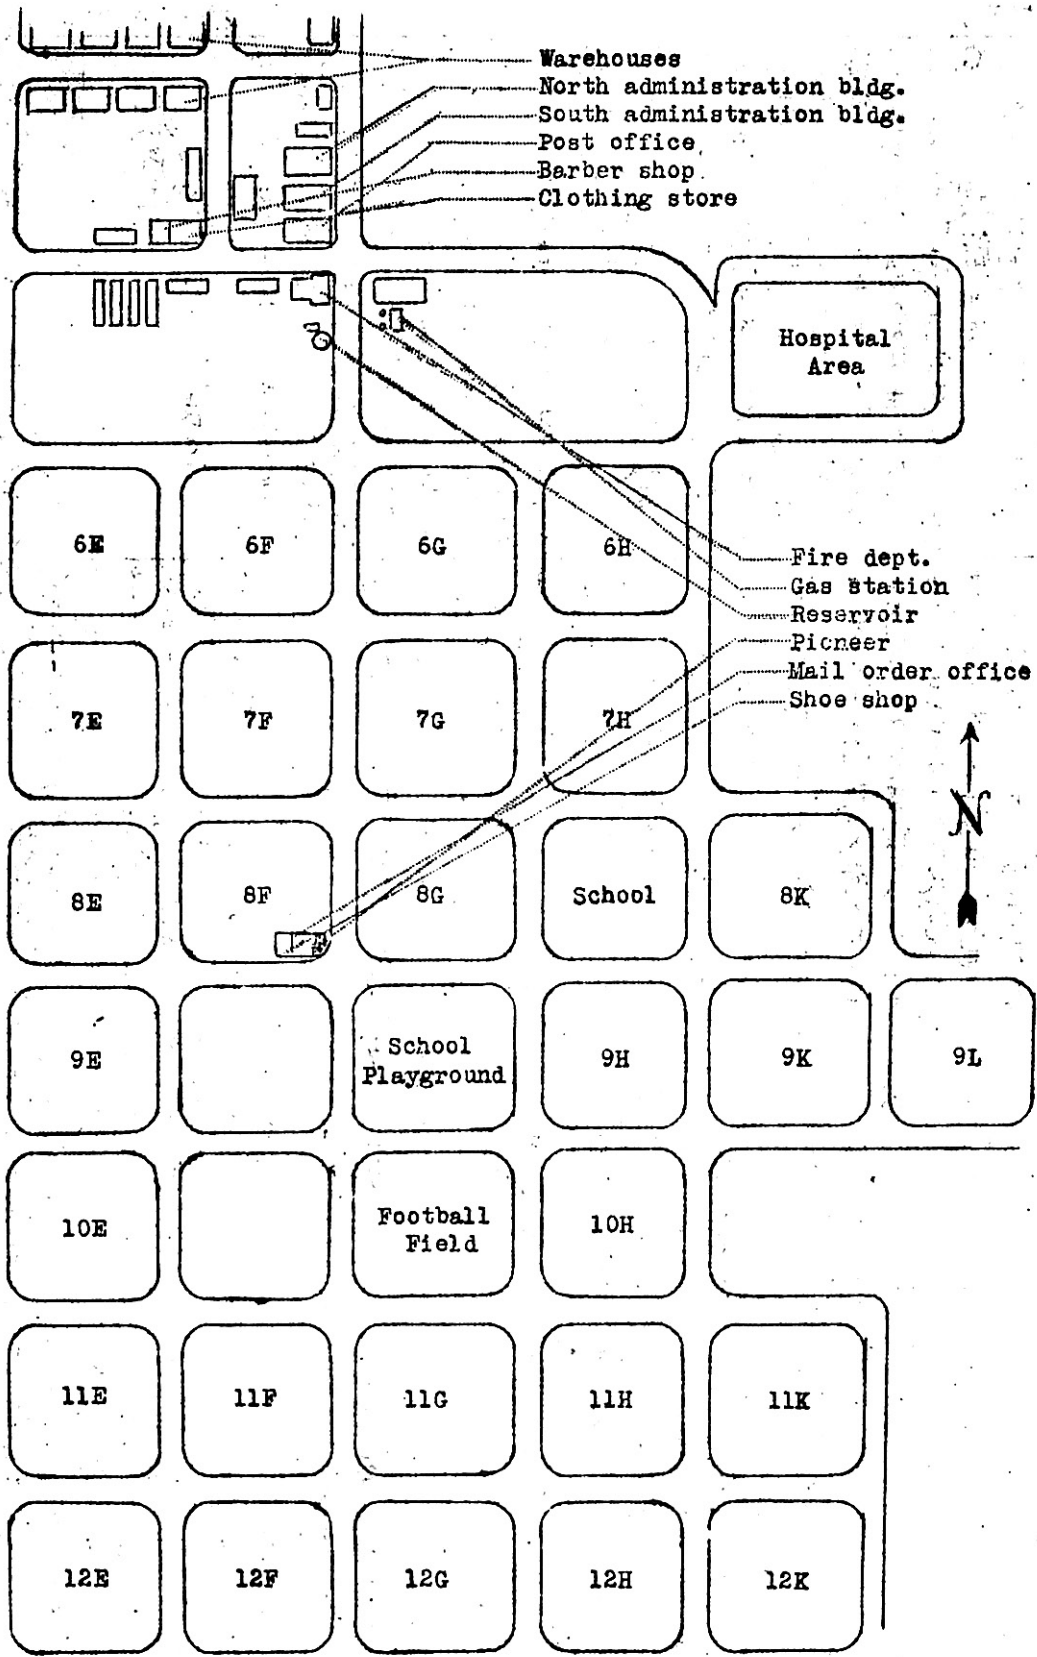 Warehouses
North administration bldg.
South administration bldg.
Post office
Barber shop
Clothing store
Hospital
Area
6E
6F
6G
6H
Fire dept.
Gas station
Reservoir
Pioneer
Mail order office
Shoe shop
7E
7F
7G
7H
N
8E
8F
8G
School
8K
9E
School
Playground
9H
9K
9L
10E
Football
Field
10H
11E
11F
11G
11H
11K
12E
12F
12G
12H
12K